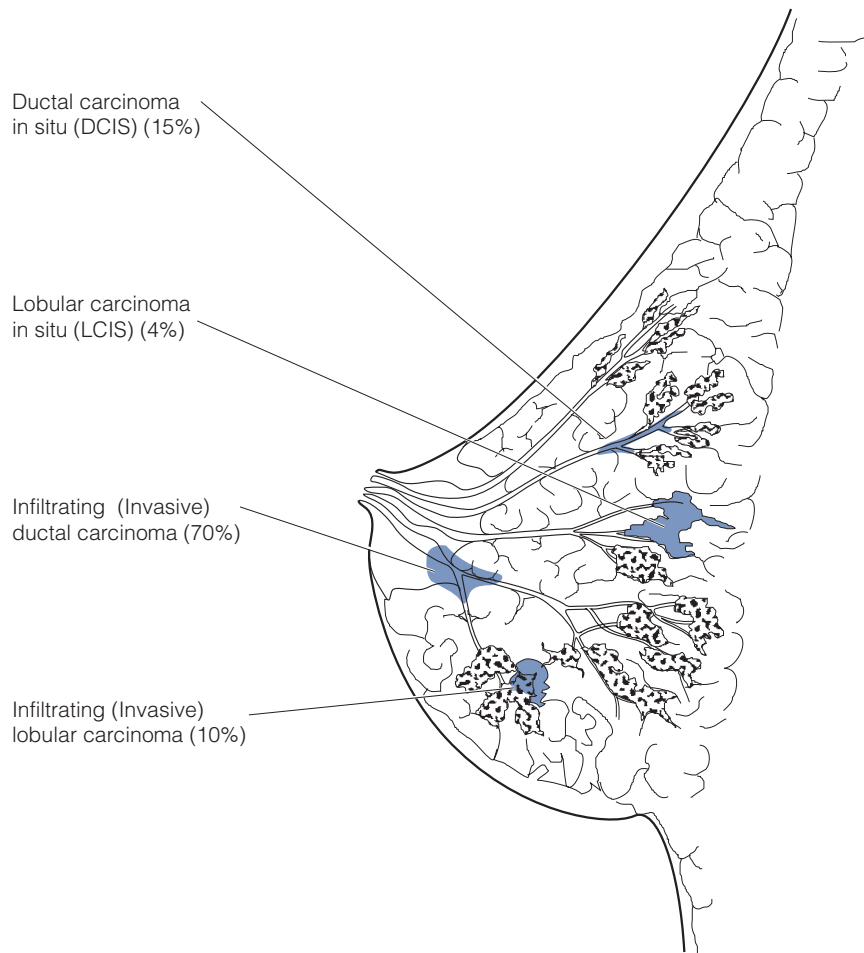 Ductal carcinoma
in situ (DCIS) (15%)
Lobular carcinoma
in situ (LCIS) (4%)
Infiltrating (Invasive)
ductal carcinoma (70%)
Infiltrating (Invasive)
lobular carcinoma (10%)